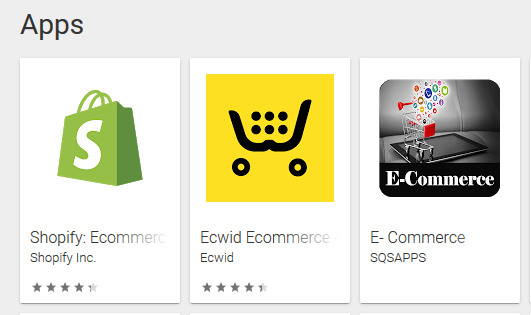 Apps
S
E-Commerce
Shopify: Ecommerc
Shopify Inc.
Ecwid Ecommerce
Ecwid
E- Commerce
SQSAPPS